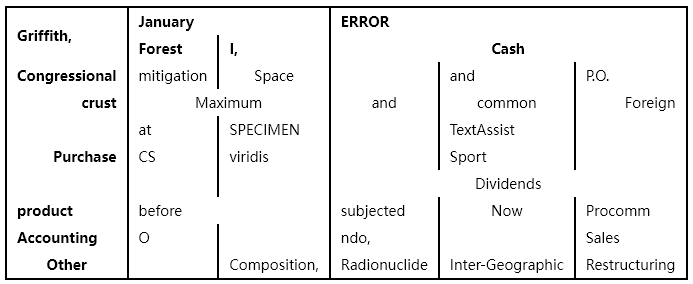 Griffith, January ERROR
Forest I, Cash
Congressional mitigation Space and P.O.
crust Maximum and common Foreign
at SPECIMEN TextAssist
Purchase CS viridis Sport
Dividends
product before subjected Now Procomm
Accounting O ndo, Sales
Other Composition, Radionuclide Inter-Geographic Restructuring